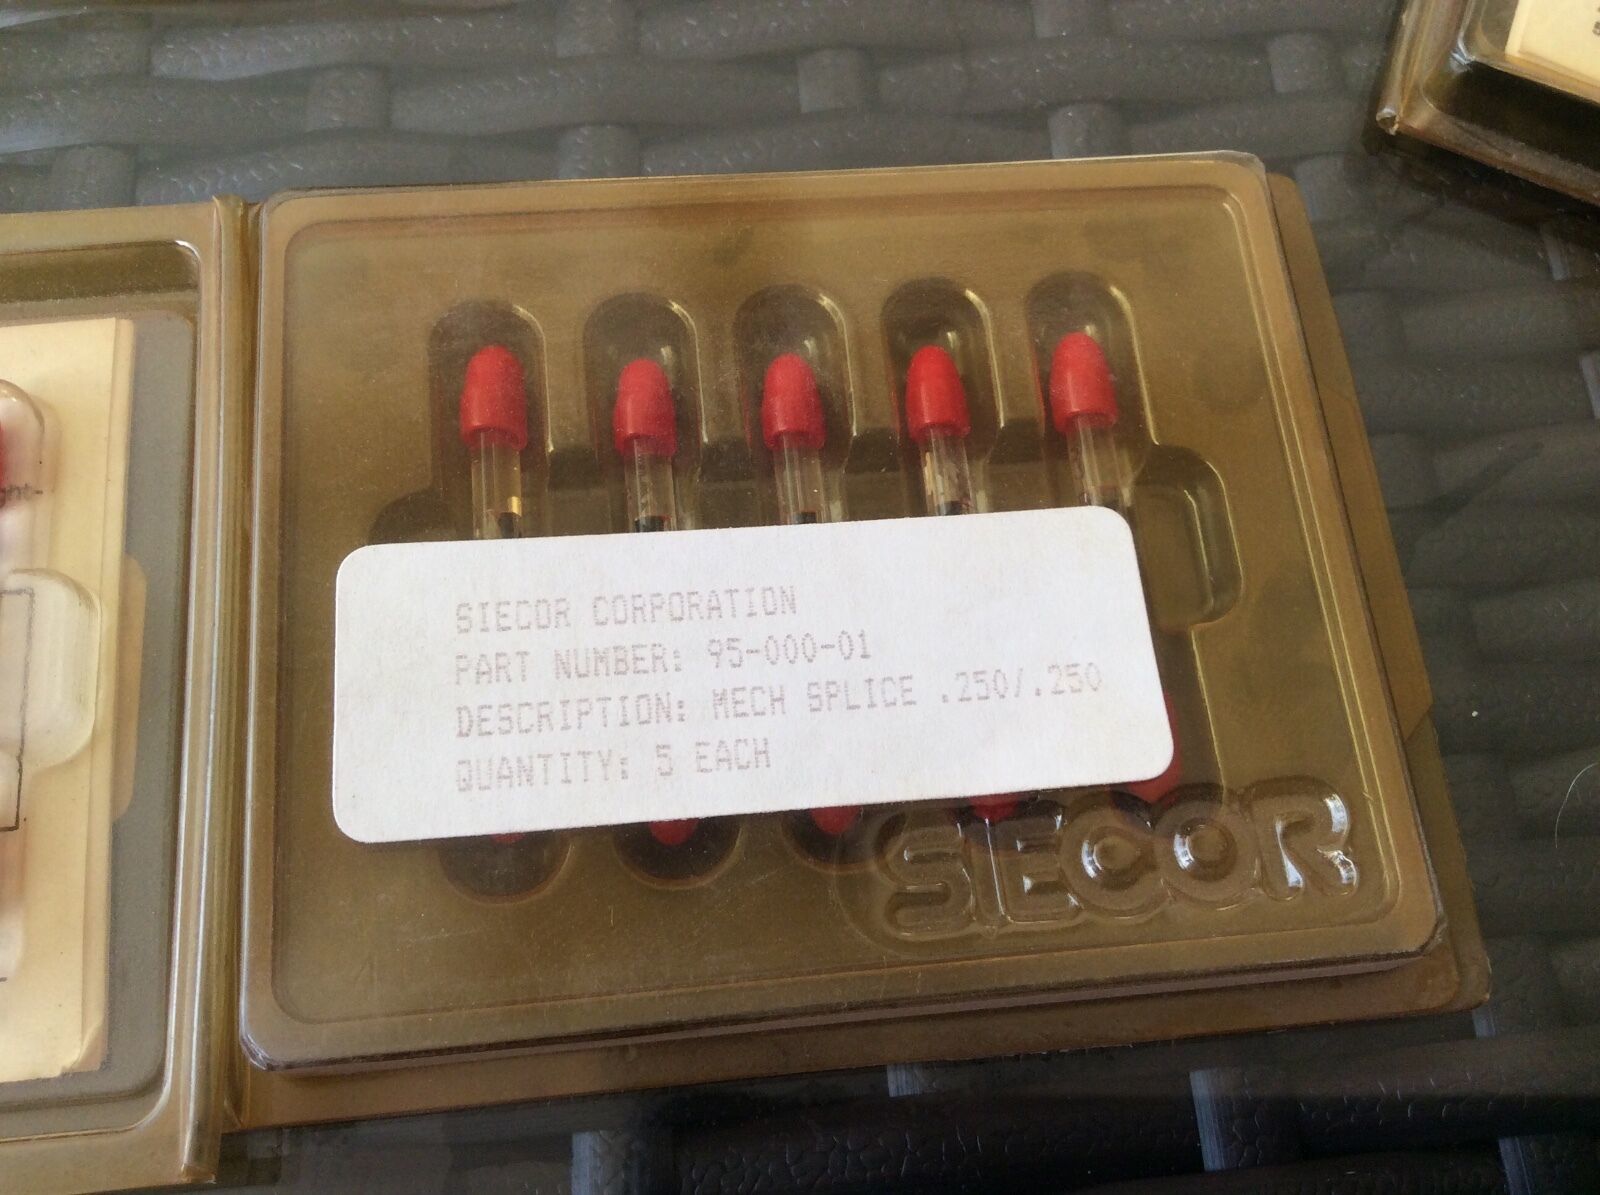 SIECOR CORPORATION
PART NUMBER: 95-000-01
DESCRIPTION: MECH SPLICE .250/.250
QUANTITY: 5 EACH
SIECOR